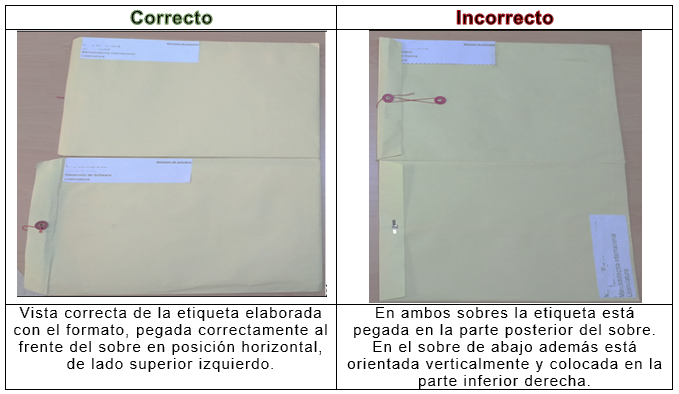 Correcto
Incorrecto
Vista correcta de la etiqueta elaborada
con el formato, pegada correctamente al
frente del sobre en posición horizontal,
de lado superior izquierdo.
En ambos sobres la etiqueta está
pegada en la parte posterior del sobre.
En el sobre de abajo además está
orientada verticalmente y colocada en la
parte inferior derecha.